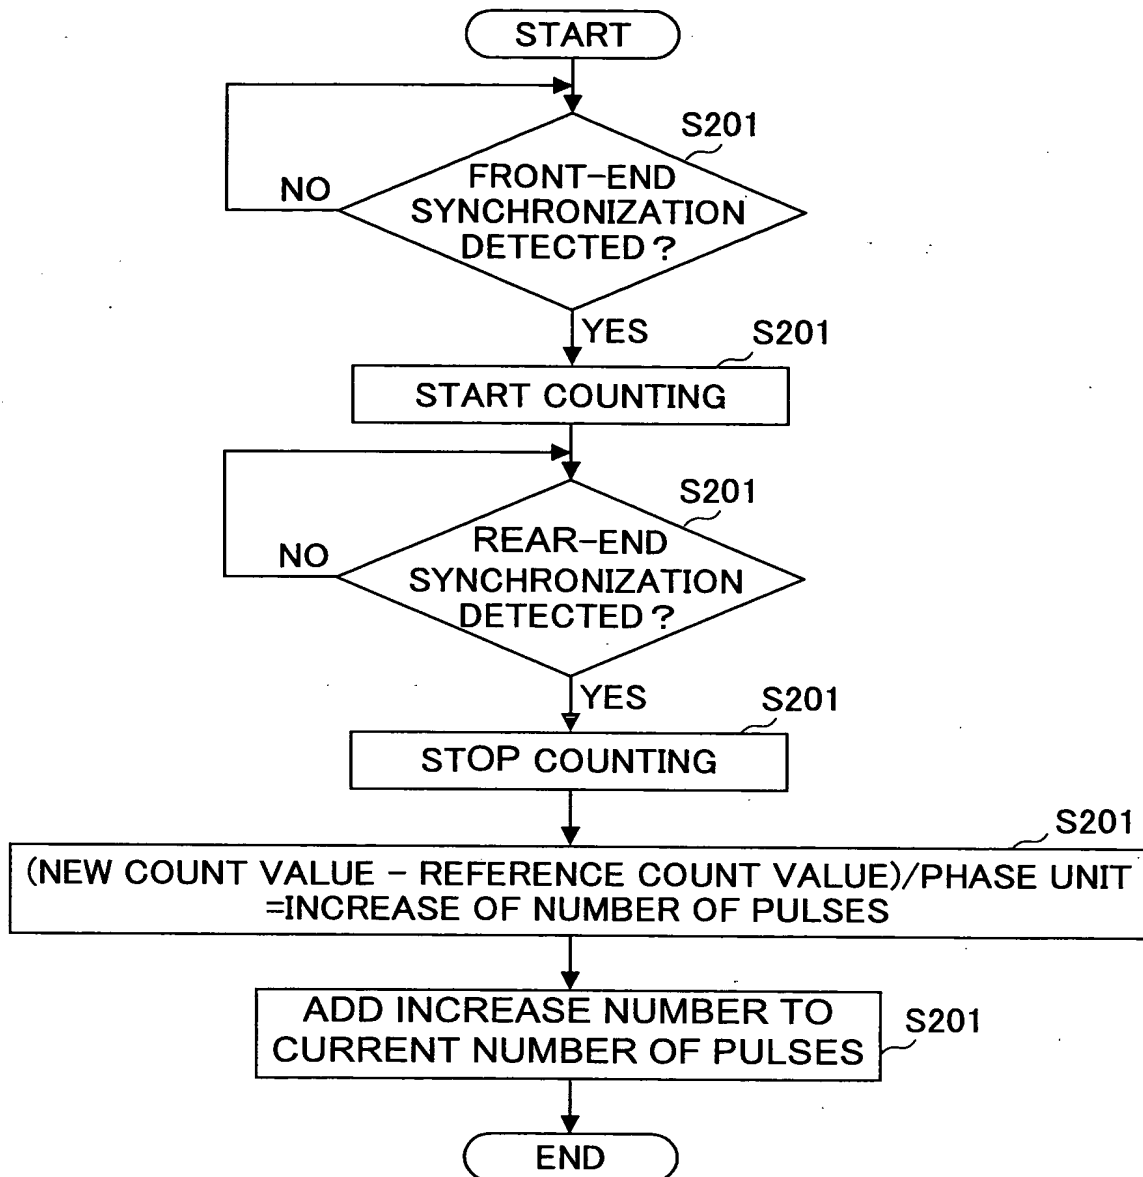 START
S201
FRONT-END
SYNCHRONIZATION
DETECTED?
NO
YES
S201
START COUNTING
S201
REAR-END
SYNCHRONIZATION
DETECTED?
NO
YES
S201
STOP COUNTING
S201
(NEW COUNT VALUE - REFERENCE COUNT VALUE)/PHASE UNIT
=INCREASE OF NUMBER OF PULSES
ADD INCREASE NUMBER TO
CURRENT NUMBER OF PULSES
S201
END